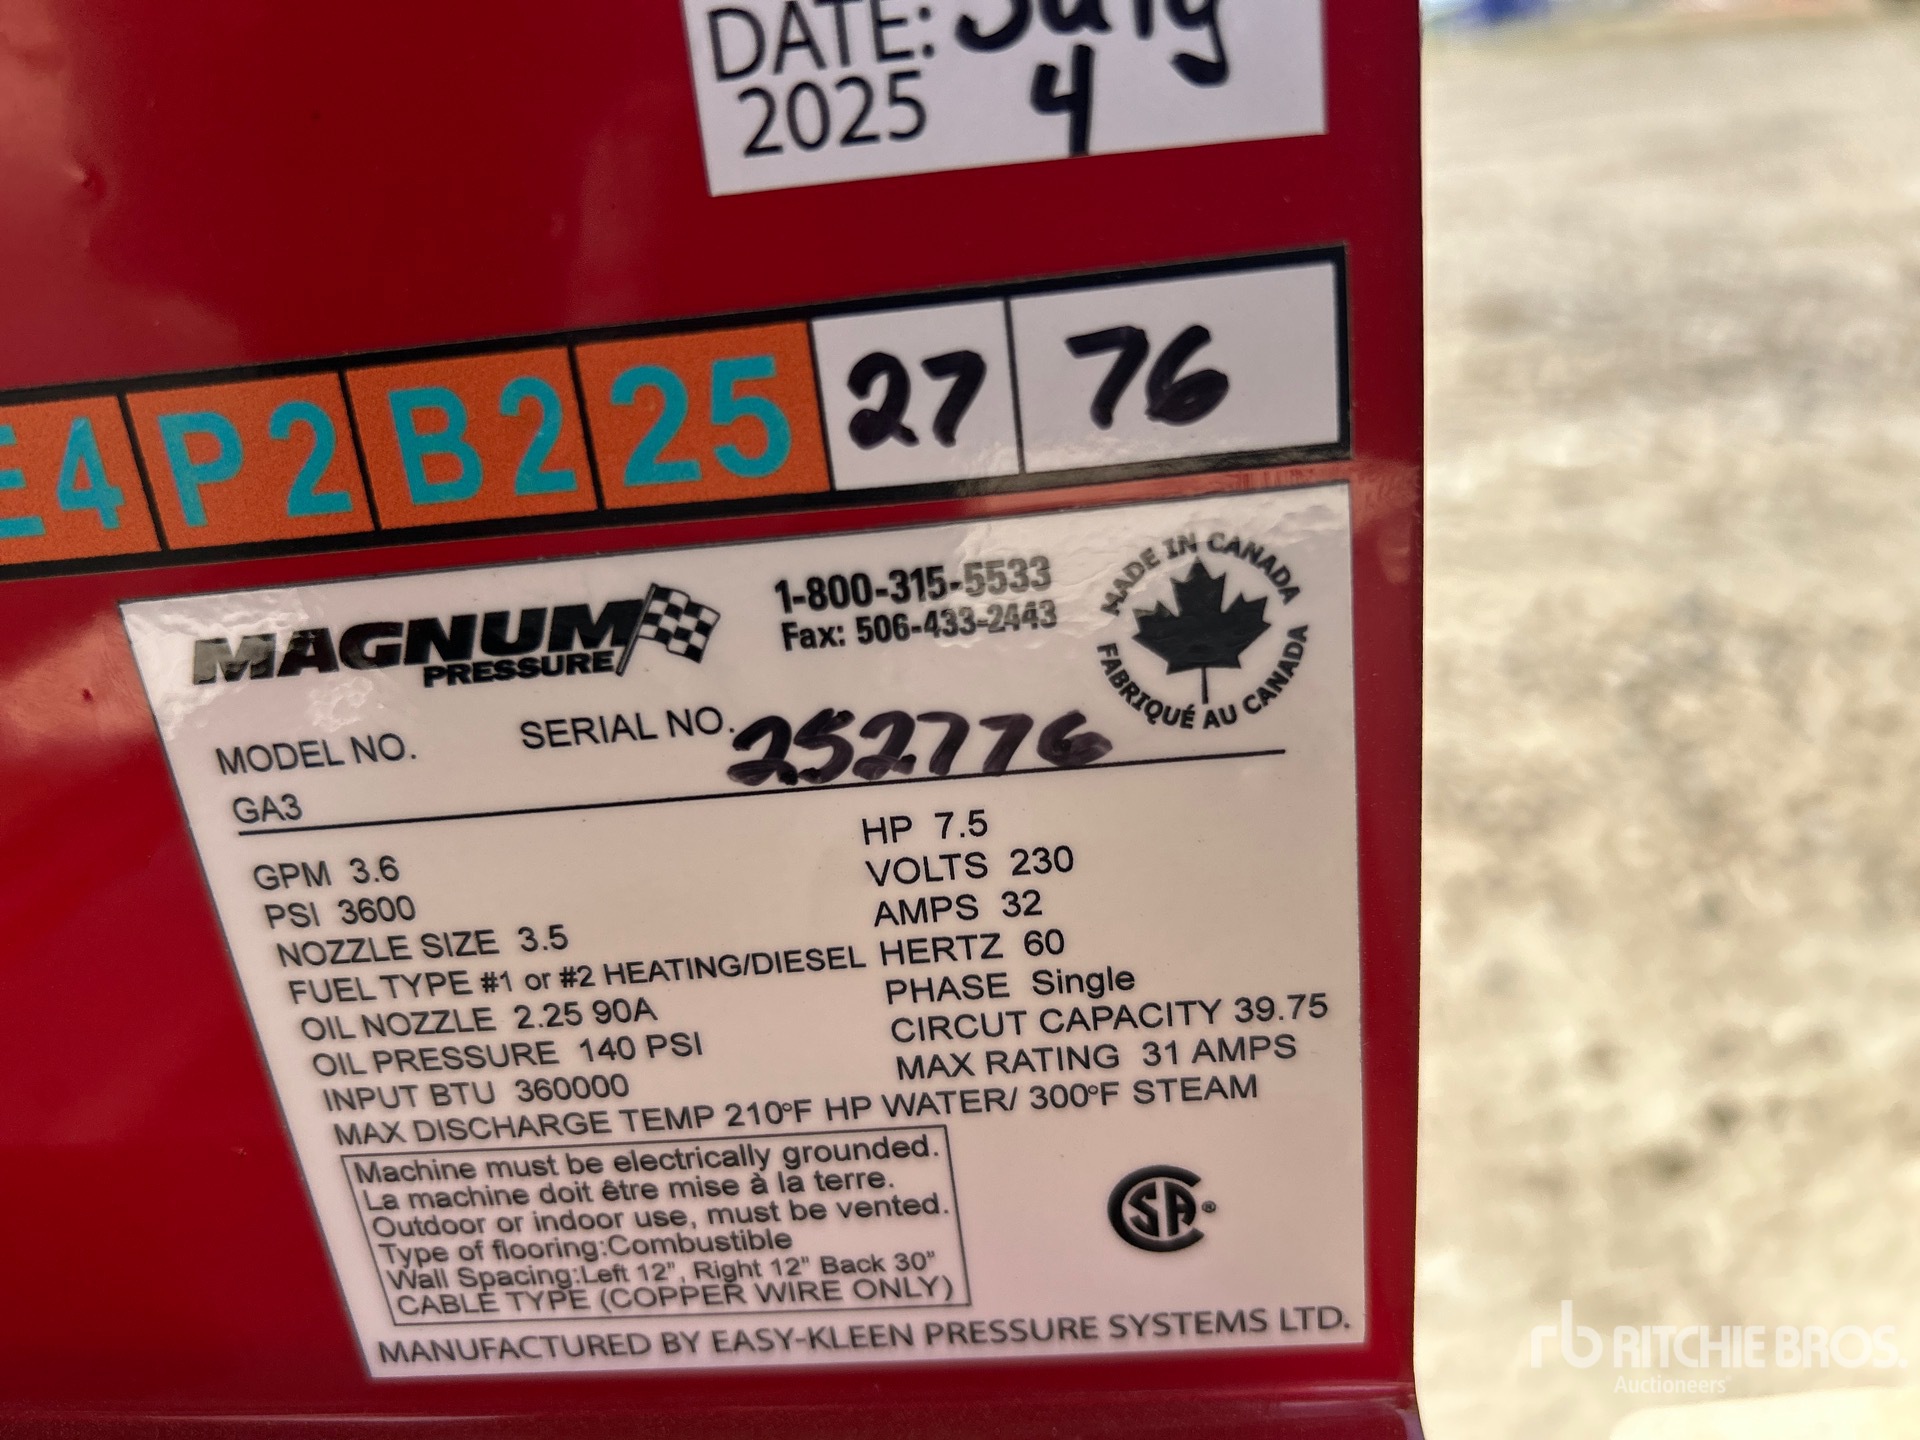 DATE: July
2025 4
E4 P2 B2 25 27 76
MAGNUM
PRESSURE
1-800-315-5533
Fax: 506-433-2443
MADE IN CANADA
FABRIQUÉ AU CANADA
MODEL NO. SERIAL NO. 252776
GA3
GPM 3.6
PSI 3600
NOZZLE SIZE 3.5
FUEL TYPE #1 or #2 HEATING/DIESEL
OIL NOZZLE 2.25 90A
OIL PRESSURE 140 PSI
INPUT BTU 360000
HP 7.5
VOLTS 230
AMPS 32
HERTZ 60
PHASE Single
CIRCUT CAPACITY 39.75
MAX RATING 31 AMPS
MAX DISCHARGE TEMP 210°F HP WATER/ 300°F STEAM
Machine must be electrically grounded.
La machine doit être mise à la terre.
Outdoor or indoor use, must be vented.
Type of flooring:Combustible
Wall Spacing:Left 12", Right 12" Back 30"
CABLE TYPE (COPPER WIRE ONLY)
CSA®
MANUFACTURED BY EASY-KLEEN PRESSURE SYSTEMS LTD.
rb RITCHIE BROS.
Auctioneers